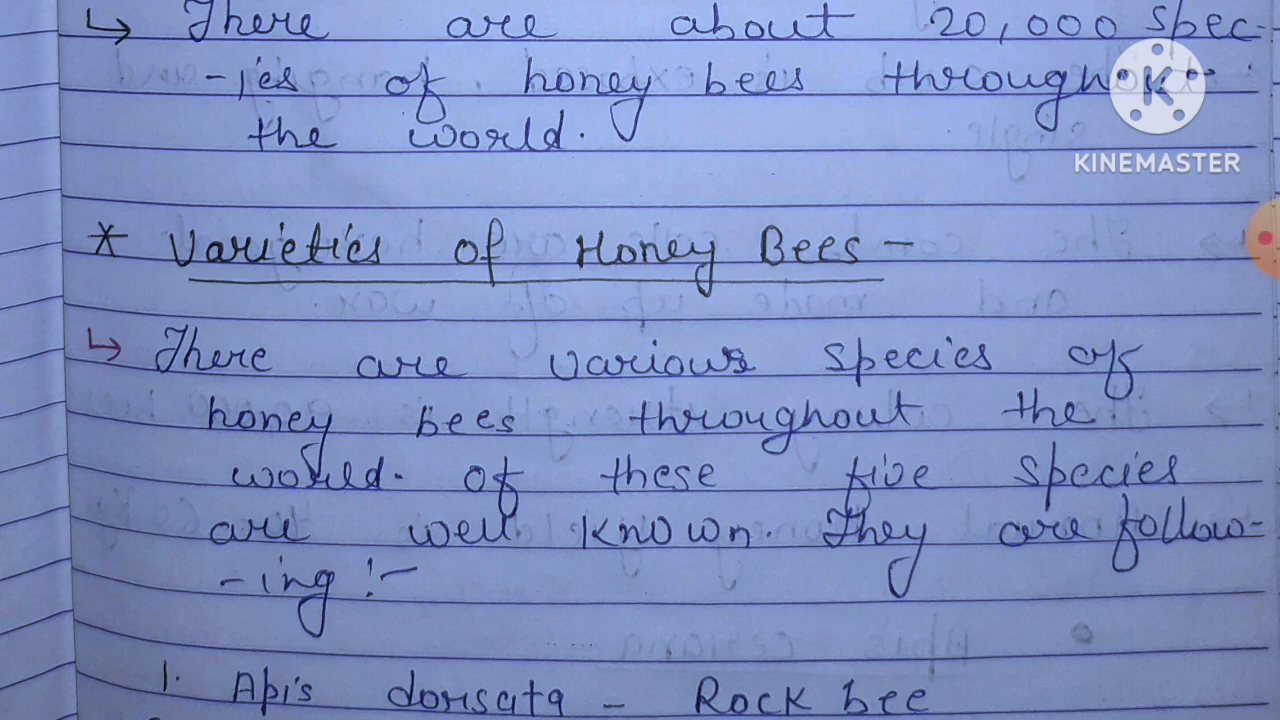 ↳ There are about 20,000 spec-
-ies of honey bees throughout
the world.
KINEMASTER
* Varieties of Honey Bees -
↳ There are various species of
honey bees throughout the
world. Of these five species
are well known. They are follow-
-ing :-
1. Apis dorsata - Rock bee